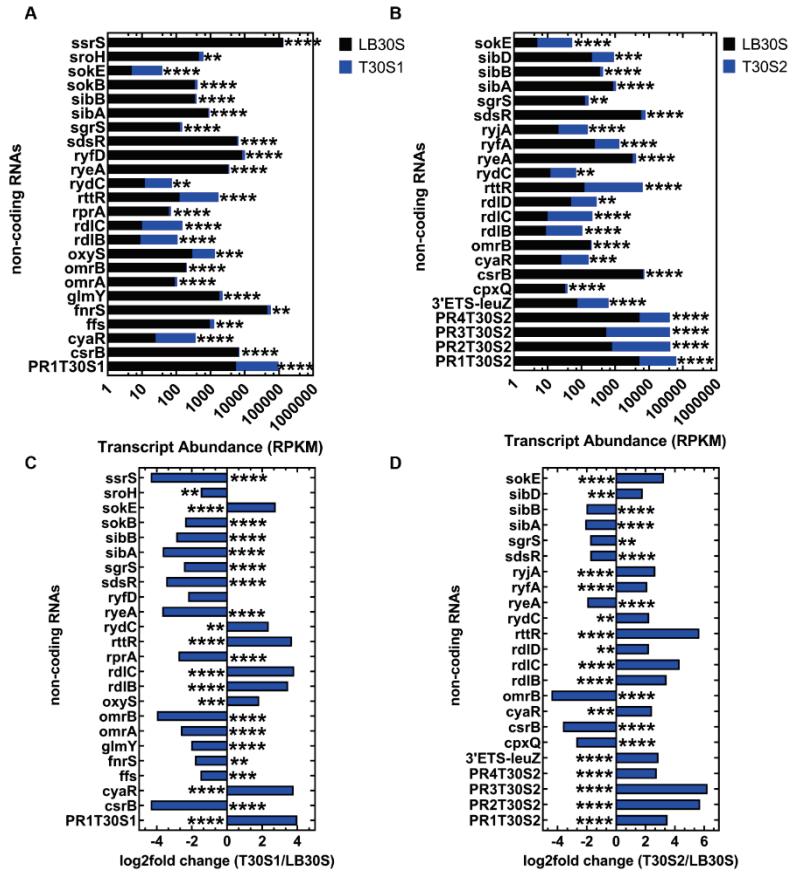 A
non-coding RNAs
ssrS ****
sroH **
sokE ****
sokB ****
sibB ****
sibA ****
sgrS ****
sdsR ****
ryfD ****
ryeA ****
rydC **
rttR ****
rprA ****
rdlC ****
rdlB ****
oxyS ***
omrB ****
omrA ****
glmY ****
fnrS **
ffs ***
cyaR ****
csrB ****
PR1T30S1 ****
LB30S
T30S1
1 10 100 1000 10000 100000 1000000
Transcript Abundance (RPKM)
B
non-coding RNAs
sokE ****
sibD ***
sibB ****
sibA ****
sgrS **
sdsR ****
ryjA ****
ryfA ****
ryeA ****
rydC **
rttR ****
rdlD **
rdlC ****
rdlB ****
omrB ****
cyaR ***
csrB ****
cpxQ ****
3'ETS-leuZ ****
PR4T30S2 ****
PR3T30S2 ****
PR2T30S2 ****
PR1T30S2 ****
LB30S
T30S2
1 10 100 1000 10000 100000 1000000
Transcript Abundance (RPKM)
C
non-coding RNAs
ssrS ****
sroH **
sokE ****
sokB ****
sibB ****
sibA ****
sgrS ****
sdsR ****
ryfD
ryeA ****
rydC **
rttR ****
rprA ****
rdlC ****
rdlB ****
oxyS ***
omrB ****
omrA ****
glmY ****
fnrS **
ffs ***
cyaR ****
csrB ****
PR1T30S1 ****
-4 -2 0 2 4
log2fold change (T30S1/LB30S)
D
non-coding RNAs
sokE ****
sibD ***
sibB ****
sibA ****
sgrS **
sdsR ****
ryjA ****
ryfA ****
ryeA ****
rydC **
rttR ****
rdlD **
rdlC ****
rdlB ****
omrB ****
cyaR ***
csrB ****
cpxQ ****
3'ETS-leuZ ****
PR4T30S2 ****
PR3T30S2 ****
PR2T30S2 ****
PR1T30S2 ****
-4 -2 0 2 4 6
log2fold change (T30S2/LB30S)